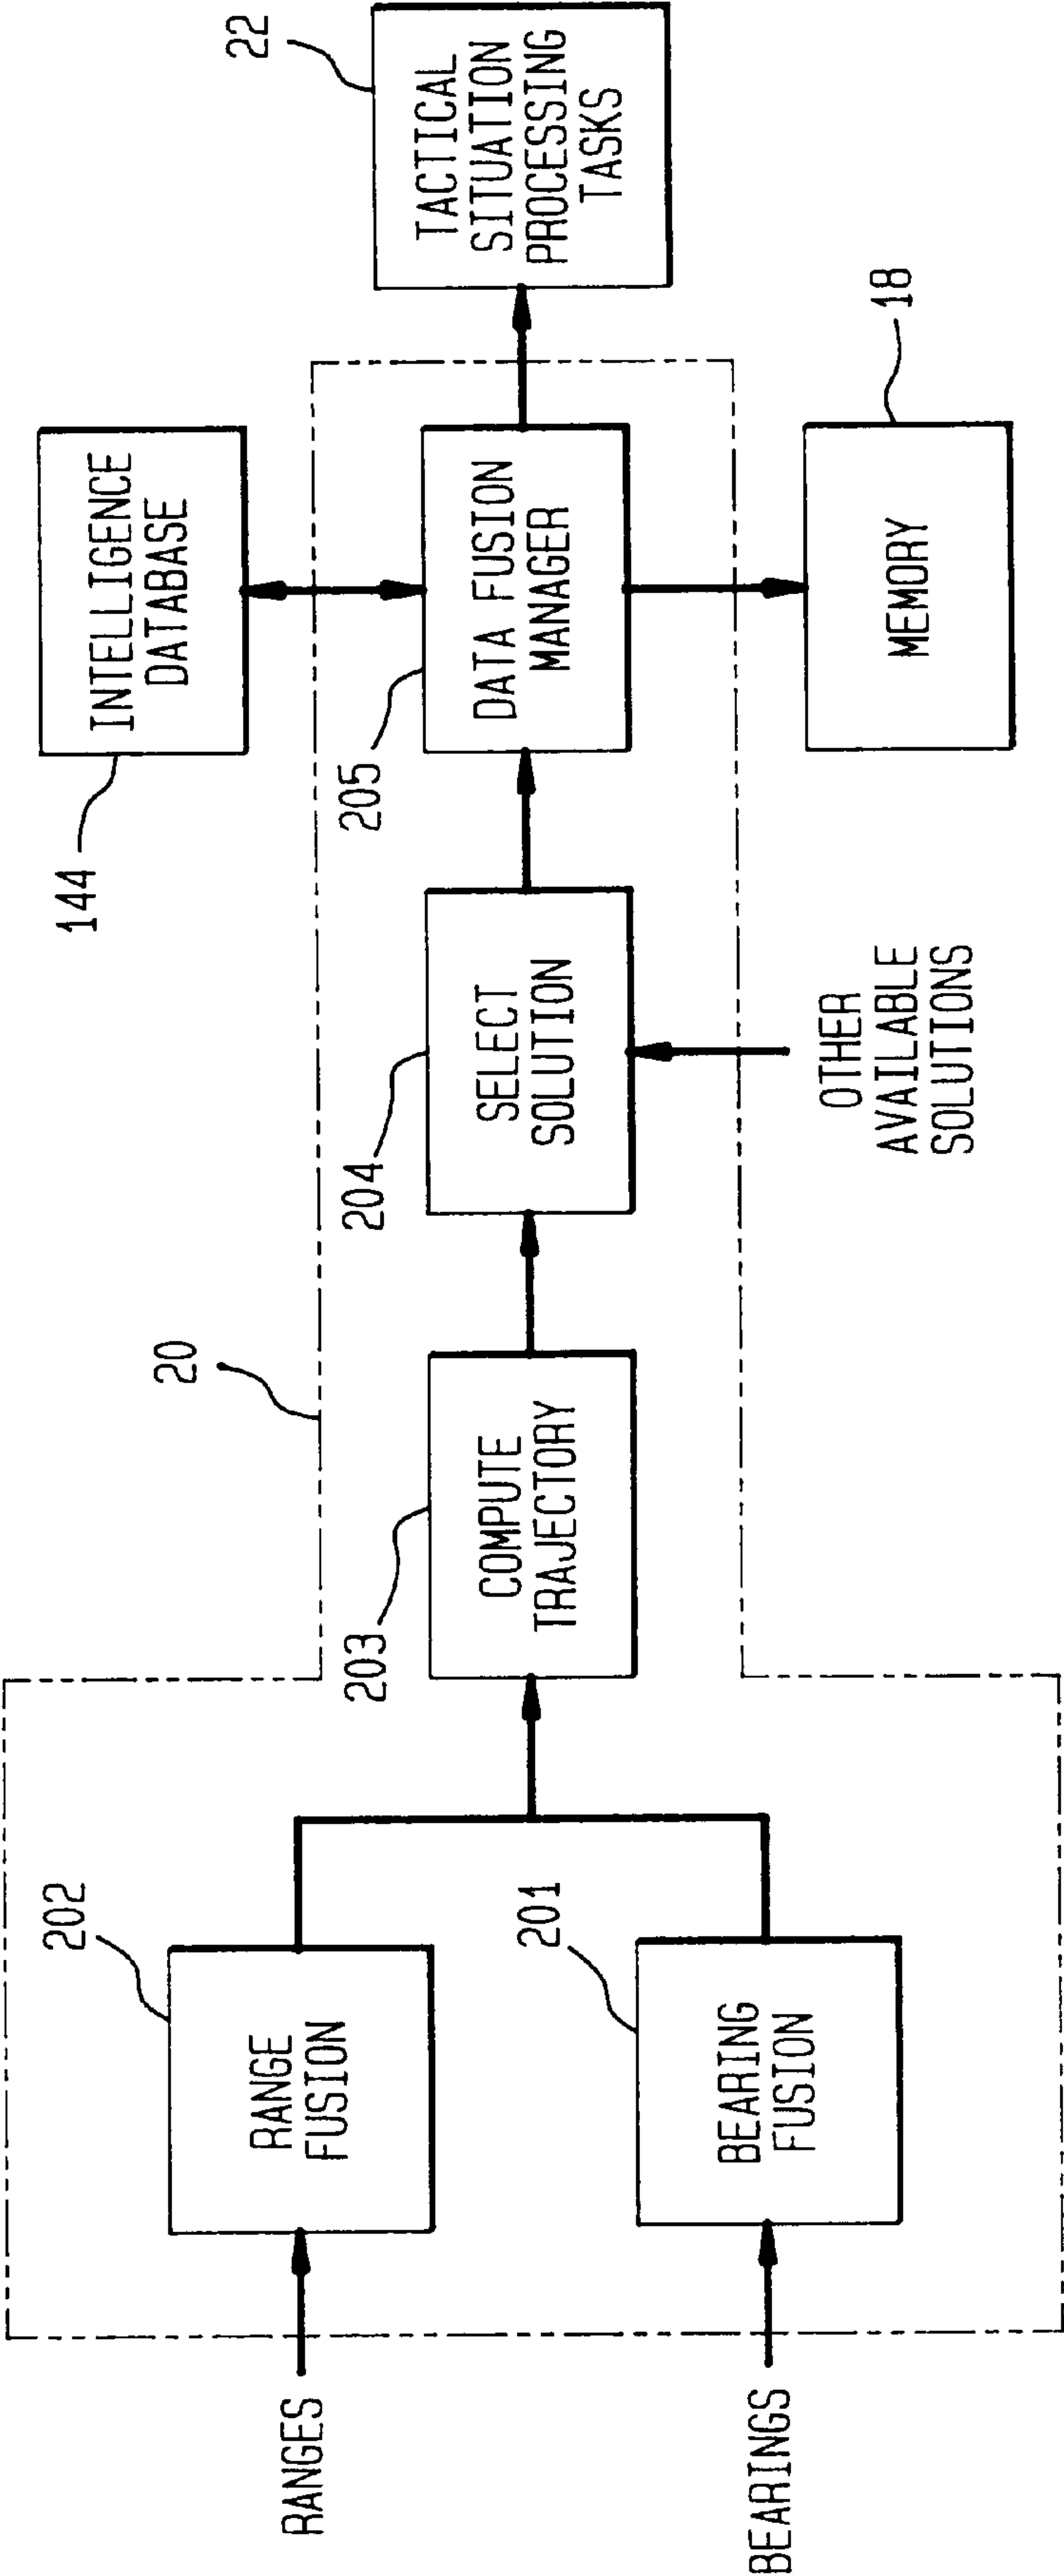 RANGES
BEARINGS
202
RANGE
FUSION
201
BEARING
FUSION
20
203
COMPUTE
TRAJECTORY
204
SELECT
SOLUTION
OTHER
AVAILABLE
SOLUTIONS
144
INTELLIGENCE
DATABASE
205
DATA FUSION
MANAGER
18
MEMORY
22
TACTICAL
SITUATION
PROCESSING
TASKS